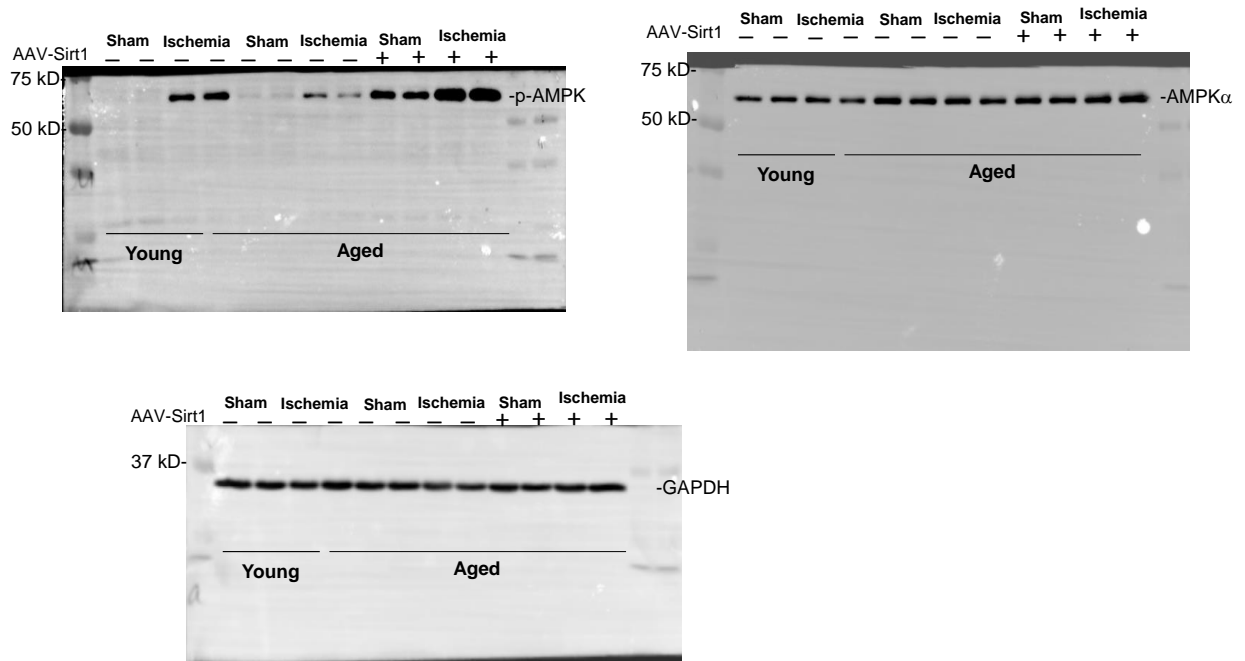 Sham Ischemia Sham Ischemia Sham Ischemia
AAV-Sirt1 – – – – – – – – + + + +
75 kD-
-p-AMPK
50 kD-
Young Aged
Sham Ischemia Sham Ischemia Sham Ischemia
AAV-Sirt1 – – – – – – – – + + + +
75 kD-
-AMPKα
50 kD-
Young Aged
Sham Ischemia Sham Ischemia Sham Ischemia
AAV-Sirt1 – – – – – – – – + + + +
37 kD-
-GAPDH
Young Aged